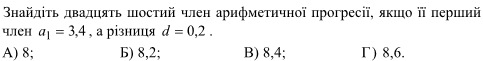 Знайдіть двадцять шостий член арифметичної прогресії, якщо її перший
член a₁ = 3,4 , а різниця d = 0,2 .
А) 8; Б) 8,2; В) 8,4; Г) 8,6.